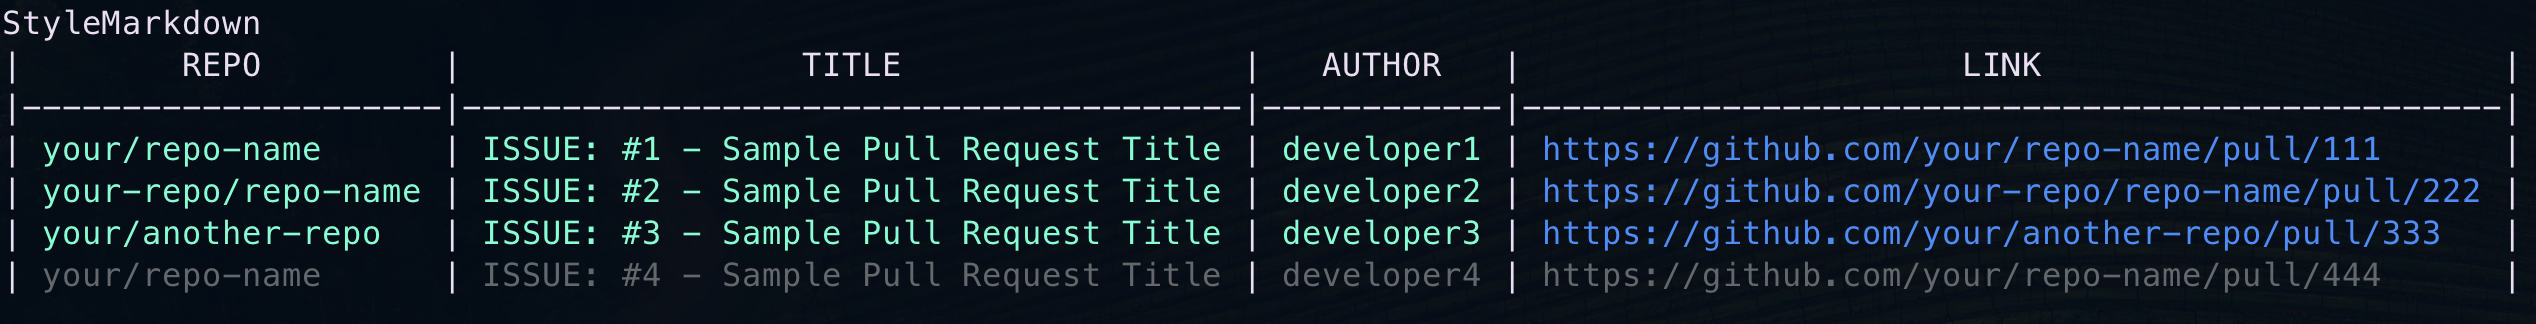 StyleMarkdown
| REPO | TITLE | AUTHOR | LINK |
|---------------------|---------------------------------------|------------|-------------------------------------------------|
| your/repo-name | ISSUE: #1 - Sample Pull Request Title | developer1 | https://github.com/your/repo-name/pull/111 |
| your-repo/repo-name | ISSUE: #2 - Sample Pull Request Title | developer2 | https://github.com/your-repo/repo-name/pull/222 |
| your/another-repo | ISSUE: #3 - Sample Pull Request Title | developer3 | https://github.com/your/another-repo/pull/333 |
| your/repo-name | ISSUE: #4 - Sample Pull Request Title | developer4 | https://github.com/your/repo-name/pull/444 |